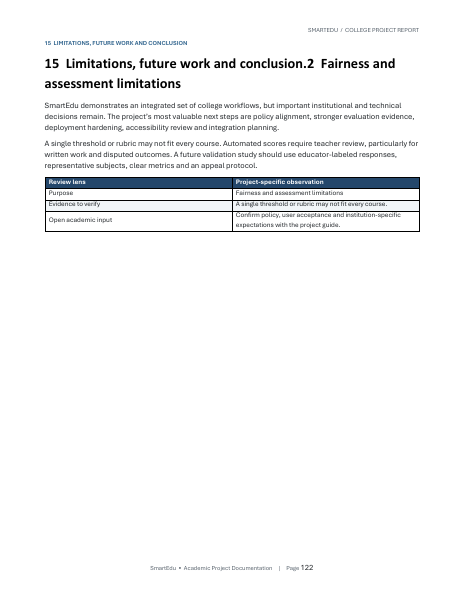 SMARTEDU / COLLEGE PROJECT REPORT
15 LIMITATIONS, FUTURE WORK AND CONCLUSION
15 Limitations, future work and conclusion.2 Fairness and
assessment limitations
SmartEdu demonstrates an integrated set of college workflows, but important institutional and technical
decisions remain. The project's most valuable next steps are policy alignment, stronger evaluation evidence,
deployment hardening, accessibility review and integration planning.
A single threshold or rubric may not fit every course. Automated scores require teacher review, particularly for
written work and disputed outcomes. A future validation study should use educator-labeled responses,
representative subjects, clear metrics and an appeal protocol.
Review lens Project-specific observation
Purpose Fairness and assessment limitations
Evidence to verify A single threshold or rubric may not fit every course.
Open academic input Confirm policy, user acceptance and institution-specific
expectations with the project guide.
SmartEdu • Academic Project Documentation | Page 122